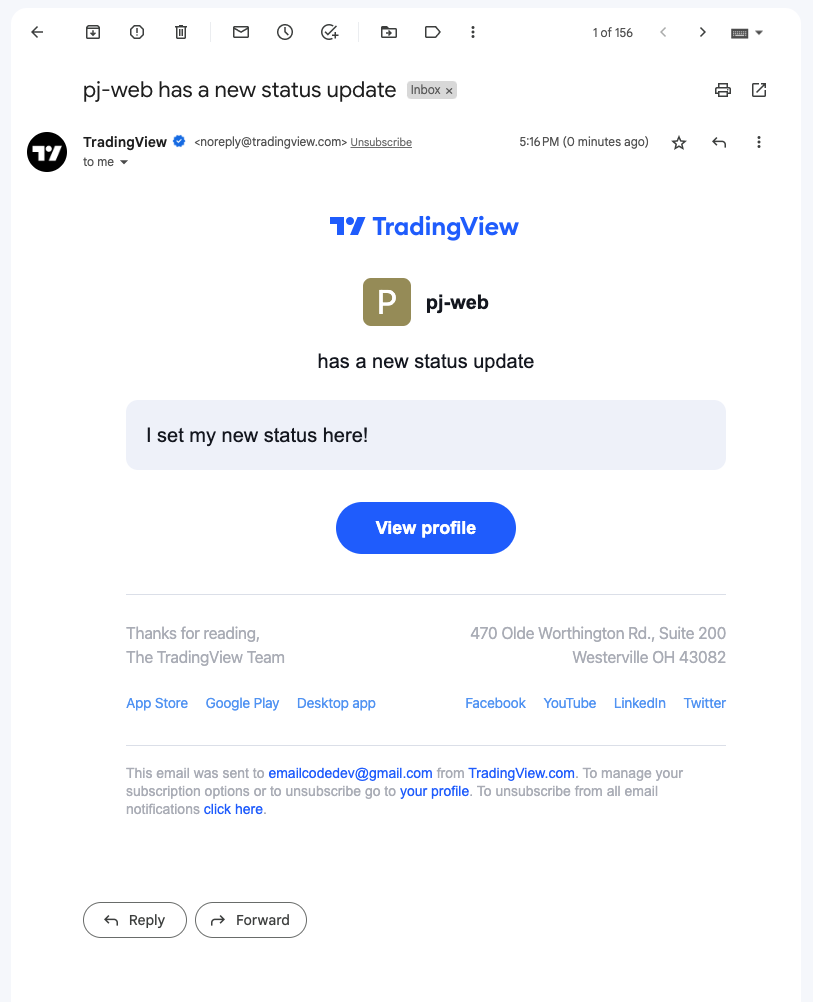 1 of 156
pj-web has a new status update Inbox ×
TradingView <noreply@tradingview.com> Unsubscribe 5:16 PM (0 minutes ago)
to me
TradingView
P pj-web
has a new status update
I set my new status here!
View profile
Thanks for reading,
The TradingView Team
470 Olde Worthington Rd., Suite 200
Westerville OH 43082
App Store Google Play Desktop app
Facebook YouTube LinkedIn Twitter
This email was sent to emailcodedev@gmail.com from TradingView.com. To manage your
subscription options or to unsubscribe go to your profile. To unsubscribe from all email
notifications click here.
Reply Forward